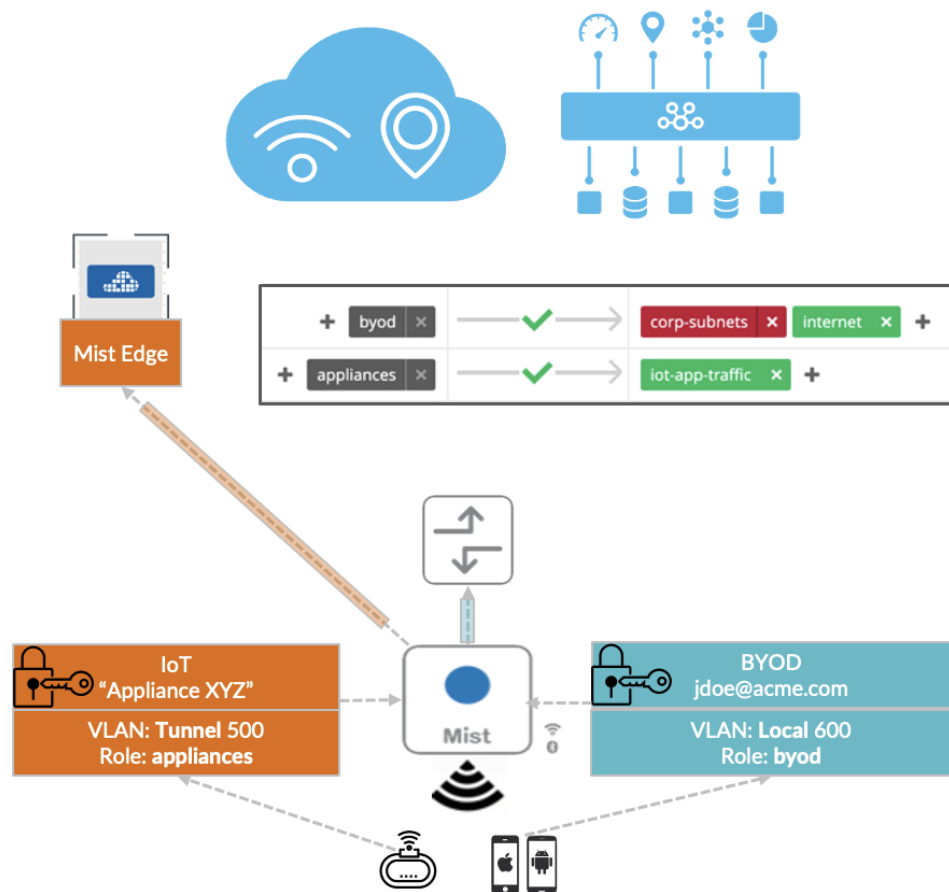 byod
corp-subnets
internet
appliances
iot-app-traffic
Mist Edge
IoT
“Appliance XYZ”
VLAN: Tunnel 500
Role: appliances
Mist
BYOD
jdoe@acme.com
VLAN: Local 600
Role: byod